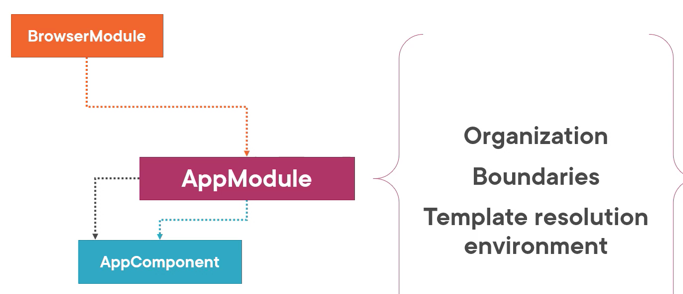 BrowserModule
AppModule
AppComponent
Organization
Boundaries
Template resolution
environment